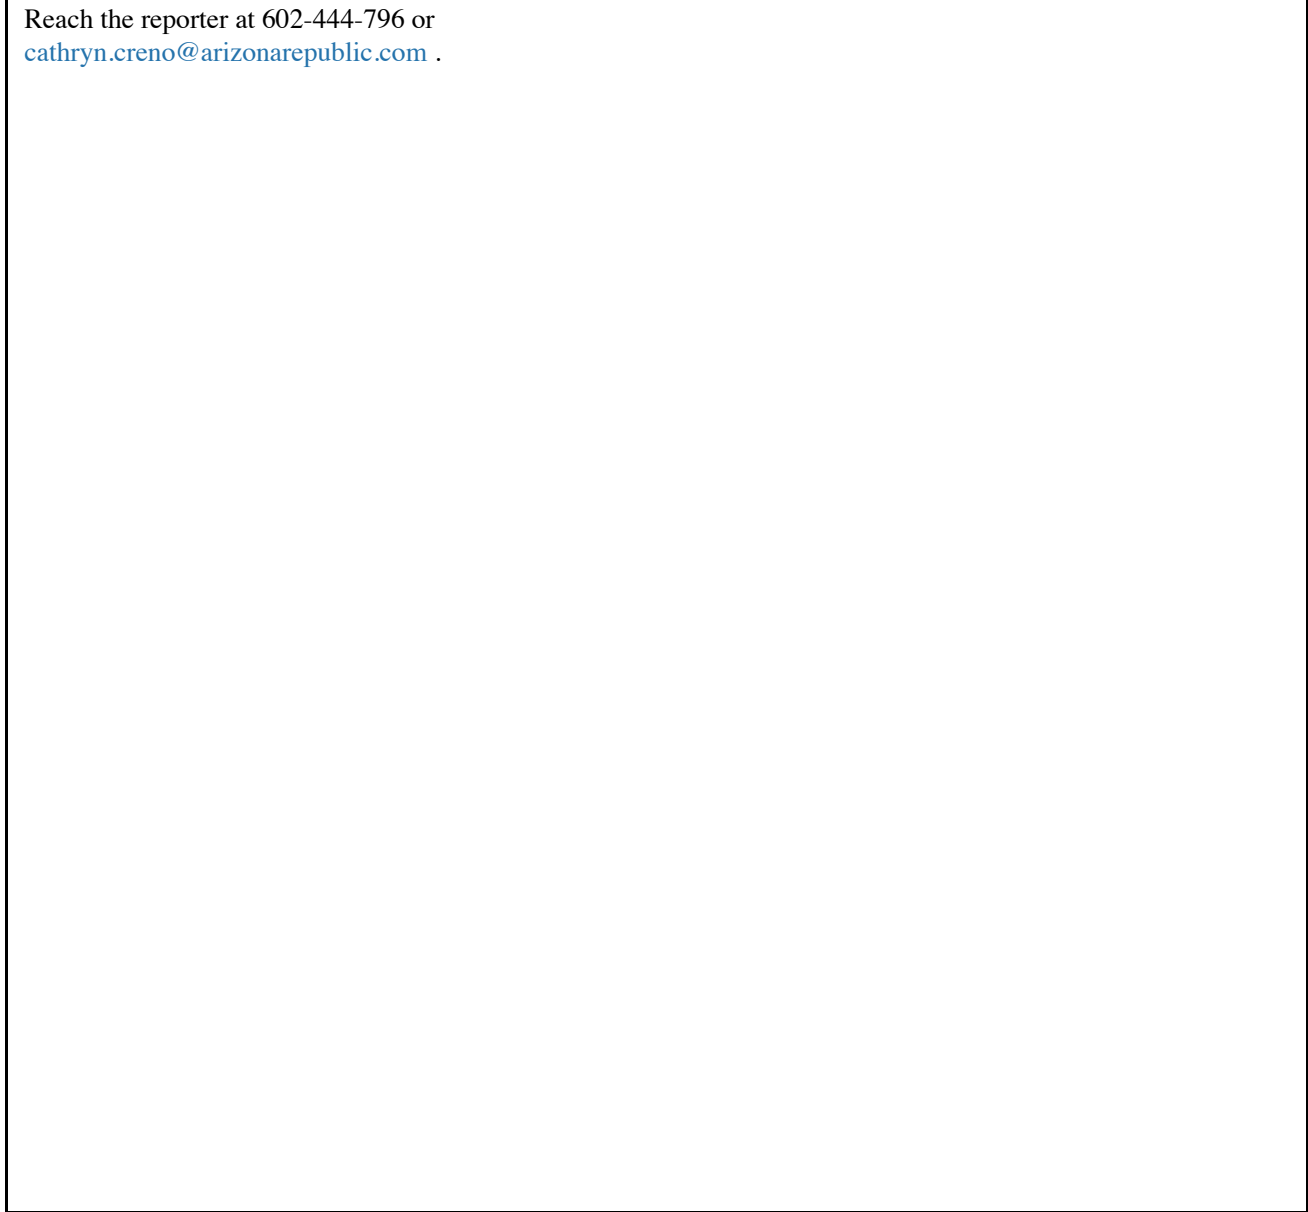 Reach the reporter at 602-444-796 or
cathryn.creno@arizonarepublic.com .